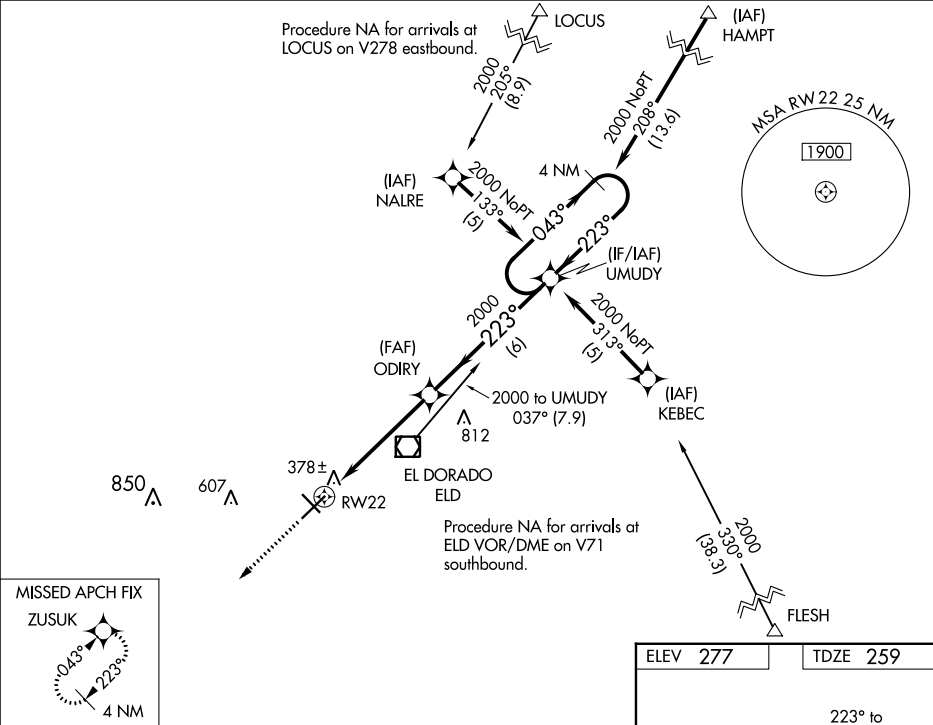 Procedure NA for arrivals at
LOCUS on V278 eastbound.
LOCUS
(IAF)
HAMPT
2000
205°
(8.9)
2000 NoPT
208°
(13.6)
MSA RW22 25 NM
1900
(IAF)
NALRE
2000 NoPT
133°
(5)
4 NM
043°
223°
(IF/IAF)
UMUDY
2000
223°
(6)
2000 NoPT
313°
(5)
(FAF)
ODIRY
(IAF)
KEBEC
2000 to UMUDY
037° (7.9)
812
EL DORADO
ELD
378±
RW22
850
607
Procedure NA for arrivals at
ELD VOR/DME on V71
southbound.
2000
330°
(38.3)
FLESH
MISSED APCH FIX
ZUSUK
043°
223°
4 NM
ELEV 277
TDZE 259
223° to